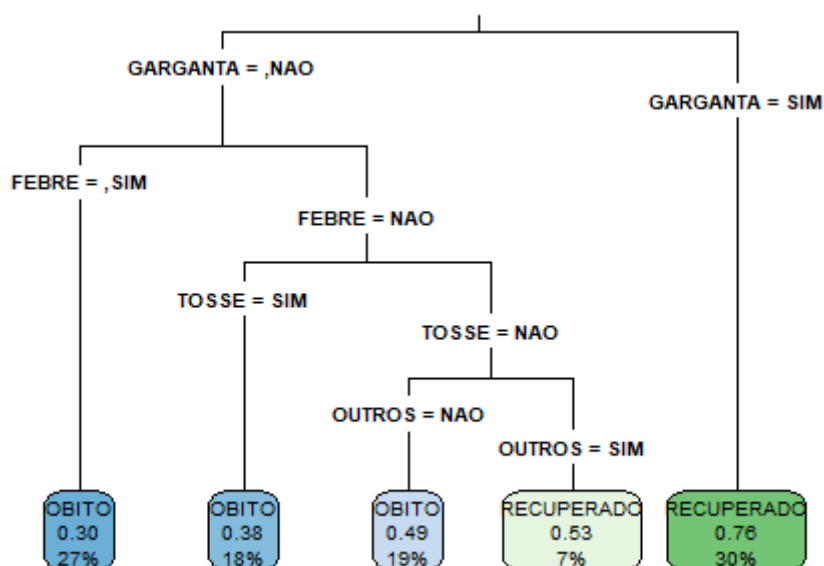 GARGANTA = ,NAO
GARGANTA = SIM
FEBRE = ,SIM
FEBRE = NAO
TOSSE = SIM
TOSSE = NAO
OUTROS = NAO
OUTROS = SIM
OBITO
0.30
27%
OBITO
0.38
18%
OBITO
0.49
19%
RECUPERADO
0.53
7%
RECUPERADO
0.76
30%